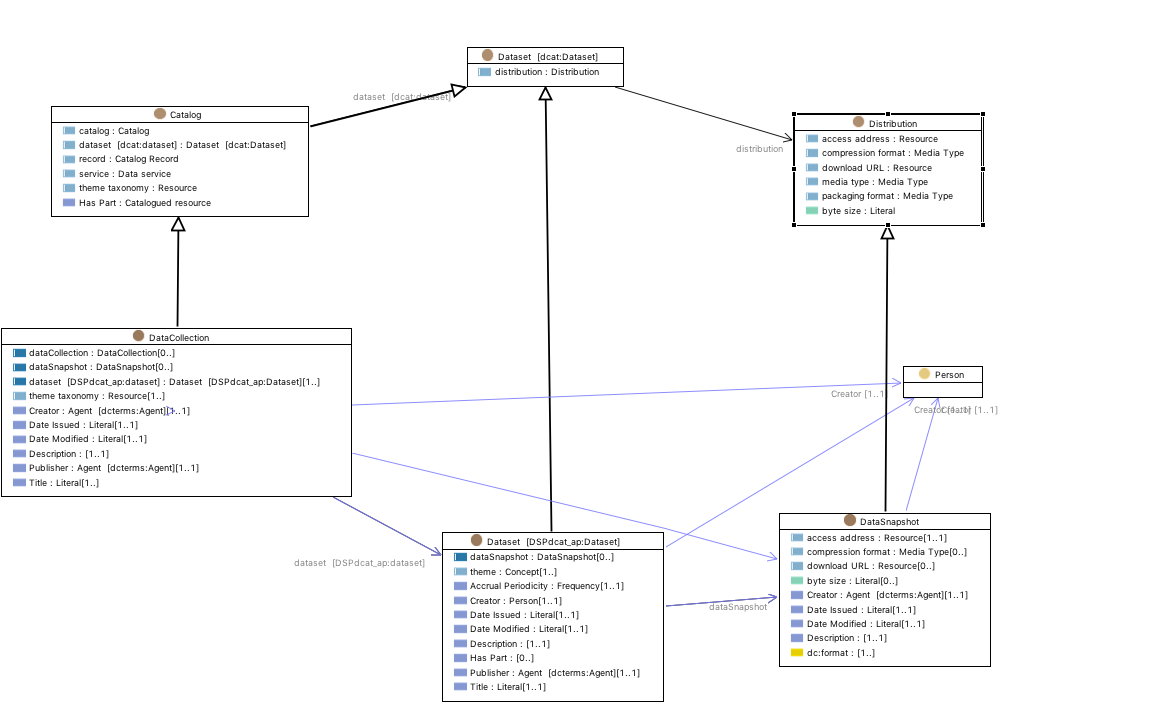 Dataset [dcat:Dataset]
distribution : Distribution
dataset [dcat:dataset]
Catalog
catalog : Catalog
dataset [dcat:dataset] : Dataset [dcat:Dataset]
record : Catalog Record
service : Data service
theme taxonomy : Resource
Has Part : Catalogued resource
distribution
Distribution
access address : Resource
compression format : Media Type
download URL : Resource
media type : Media Type
packaging format : Media Type
byte size : Literal
DataCollection
dataCollection : DataCollection[0..]
dataSnapshot : DataSnapshot[0..]
dataset [DSPdcat_ap:dataset] : Dataset [DSPdcat_ap:Dataset][1..]
theme taxonomy : Resource[1..]
Creator : Agent [dcterms:Agent][1..1]
Date Issued : Literal[1..1]
Date Modified : Literal[1..1]
Description : [1..1]
Publisher : Agent [dcterms:Agent][1..1]
Title : Literal[1..]
Person
Creator [1..1]
Creator [1..1]
Creator [1..1]
dataset [DSPdcat_ap:dataset]
Dataset [DSPdcat_ap:Dataset]
dataSnapshot : DataSnapshot[0..]
theme : Concept[1..]
Accrual Periodicity : Frequency[1..1]
Creator : Person[1..1]
Date Issued : Literal[1..1]
Date Modified : Literal[1..1]
Description : [1..1]
Has Part : [0..]
Publisher : Agent [dcterms:Agent][1..1]
Title : Literal[1..1]
dataSnapshot
DataSnapshot
access address : Resource[1..1]
compression format : Media Type[0..]
download URL : Resource[0..]
byte size : Literal[0..]
Creator : Agent [dcterms:Agent][1..1]
Date Issued : Literal[1..1]
Date Modified : Literal[1..1]
Description : [1..1]
dc:format : [1..]